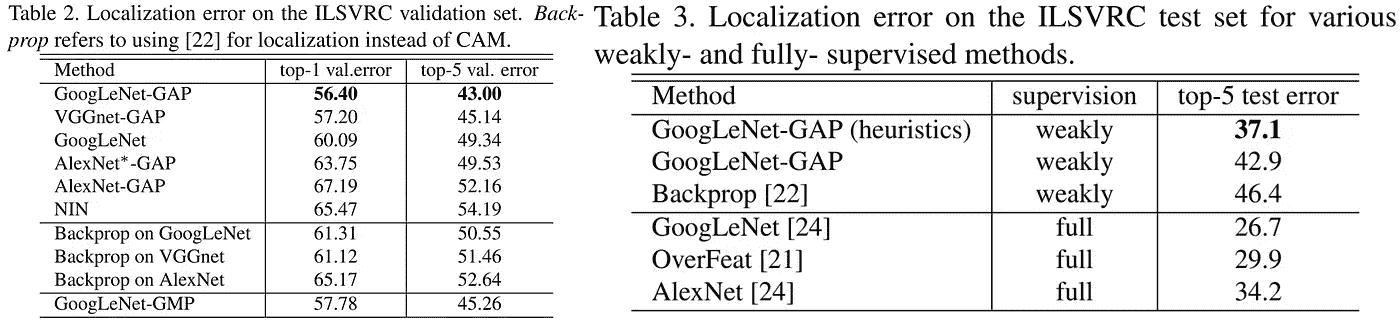 Table 2. Localization error on the ILSVRC validation set. Back-
prop refers to using [22] for localization instead of CAM.
Method top-1 val.error top-5 val. error
GoogLeNet-GAP 56.40 43.00
VGGnet-GAP 57.20 45.14
GoogLeNet 60.09 49.34
AlexNet*-GAP 63.75 49.53
AlexNet-GAP 67.19 52.16
NIN 65.47 54.19
Backprop on GoogLeNet 61.31 50.55
Backprop on VGGnet 61.12 51.46
Backprop on AlexNet 65.17 52.64
GoogLeNet-GMP 57.78 45.26
Table 3. Localization error on the ILSVRC test set for various
weakly- and fully- supervised methods.
Method supervision top-5 test error
GoogLeNet-GAP (heuristics) weakly 37.1
GoogLeNet-GAP weakly 42.9
Backprop [22] weakly 46.4
GoogLeNet [24] full 26.7
OverFeat [21] full 29.9
AlexNet [24] full 34.2